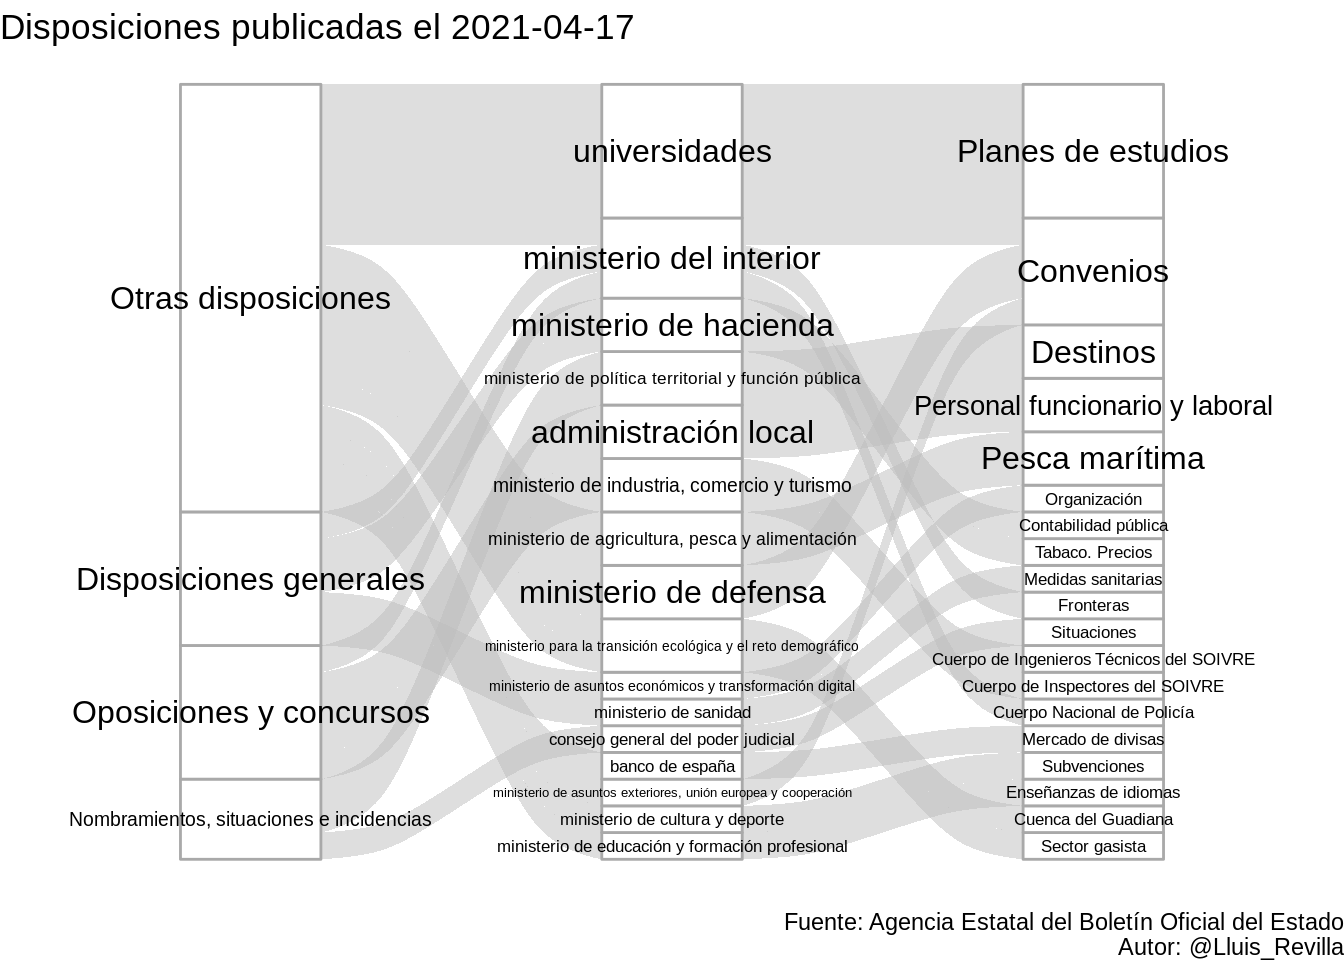 Disposiciones publicadas el 2021-04-17
Otras disposiciones
Disposiciones generales
Oposiciones y concursos
Nombramientos, situaciones e incidencias
universidades
ministerio del interior
ministerio de hacienda
ministerio de política territorial y función pública
administración local
ministerio de industria, comercio y turismo
ministerio de agricultura, pesca y alimentación
ministerio de defensa
ministerio para la transición ecológica y el reto demográfico
ministerio de asuntos económicos y transformación digital
ministerio de sanidad
consejo general del poder judicial
banco de españa
ministerio de asuntos exteriores, unión europea y cooperación
ministerio de cultura y deporte
ministerio de educación y formación profesional
Planes de estudios
Convenios
Destinos
Personal funcionario y laboral
Pesca marítima
Organización
Contabilidad pública
Tabaco. Precios
Medidas sanitarias
Fronteras
Situaciones
Cuerpo de Ingenieros Técnicos del SOIVRE
Cuerpo de Inspectores del SOIVRE
Cuerpo Nacional de Policía
Mercado de divisas
Subvenciones
Enseñanzas de idiomas
Cuenca del Guadiana
Sector gasista
Fuente: Agencia Estatal del Boletín Oficial del Estado
Autor: @Lluis_Revilla